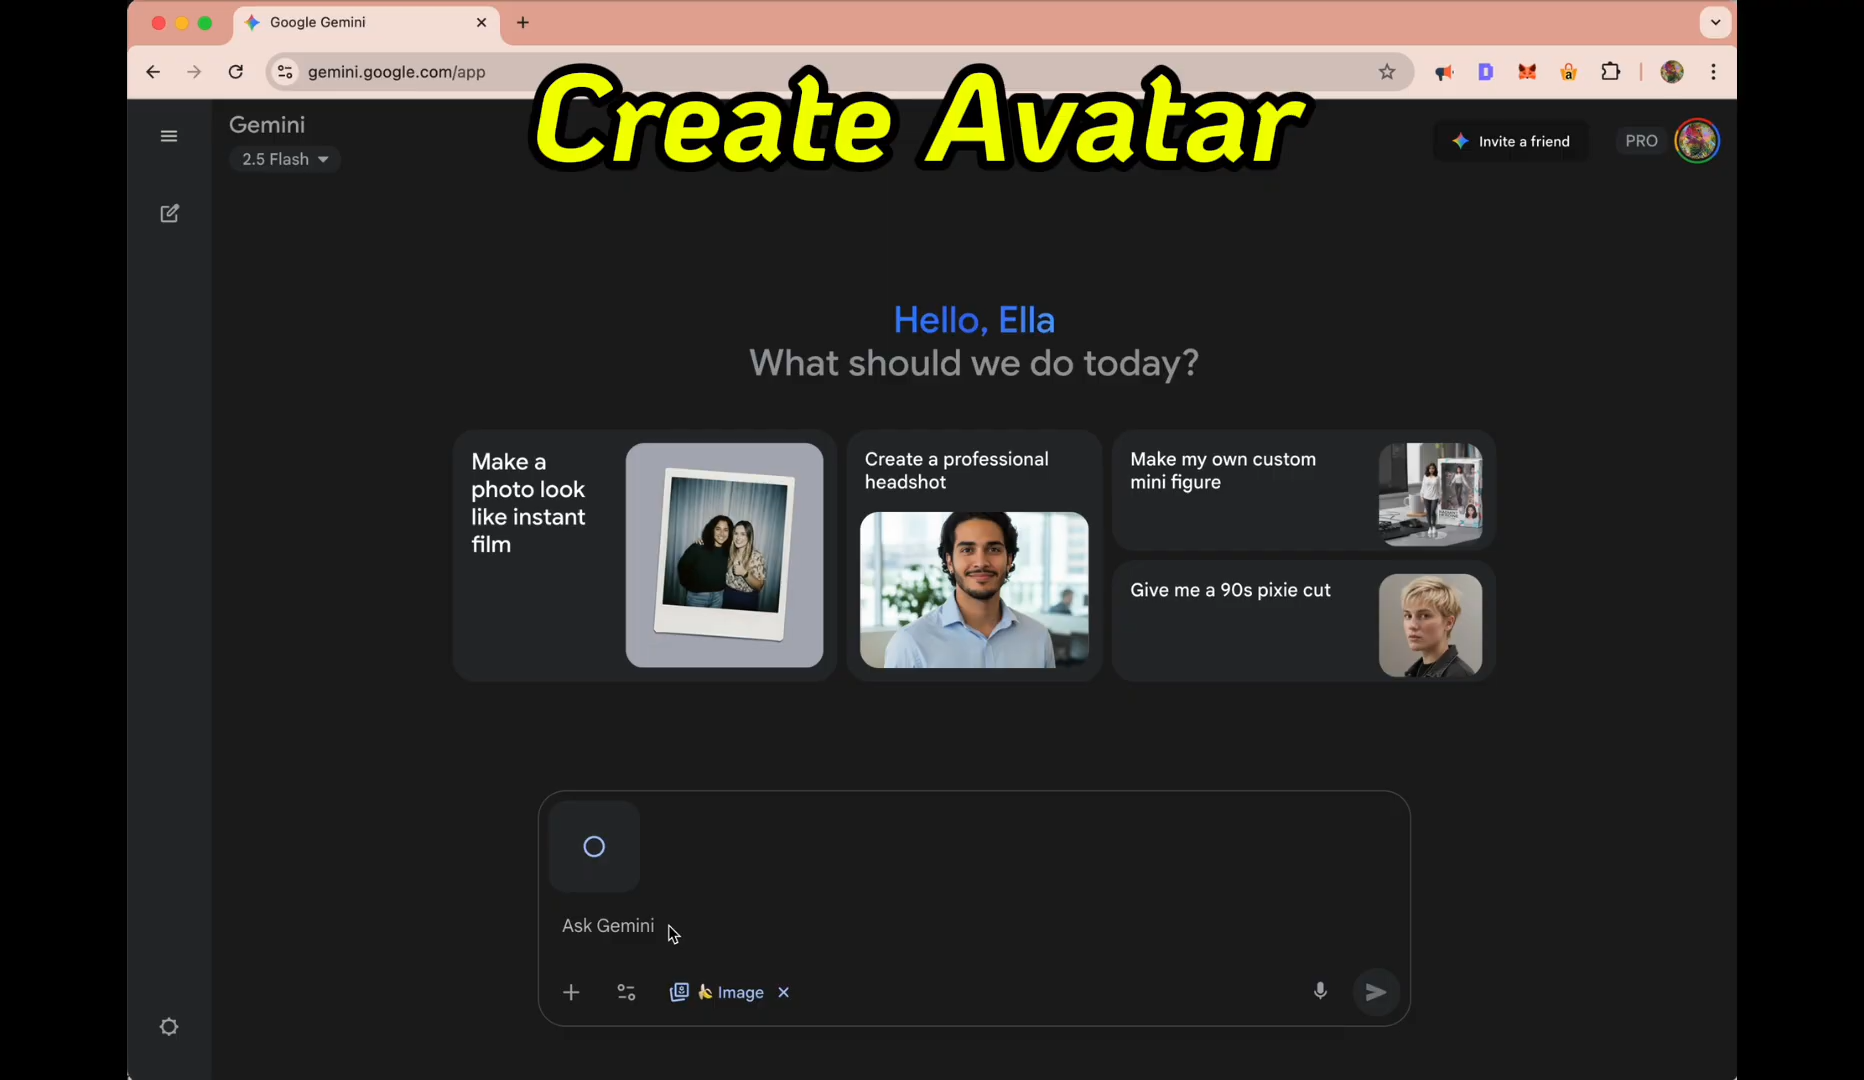 Google Gemini
gemini.google.com/app
Create Avatar
Gemini
2.5 Flash
Invite a friend
PRO
Hello, Ella
What should we do today?
Make a
photo look
like instant
film
Create a professional
headshot
Make my own custom
mini figure
Give me a 90s pixie cut
Ask Gemini
Image